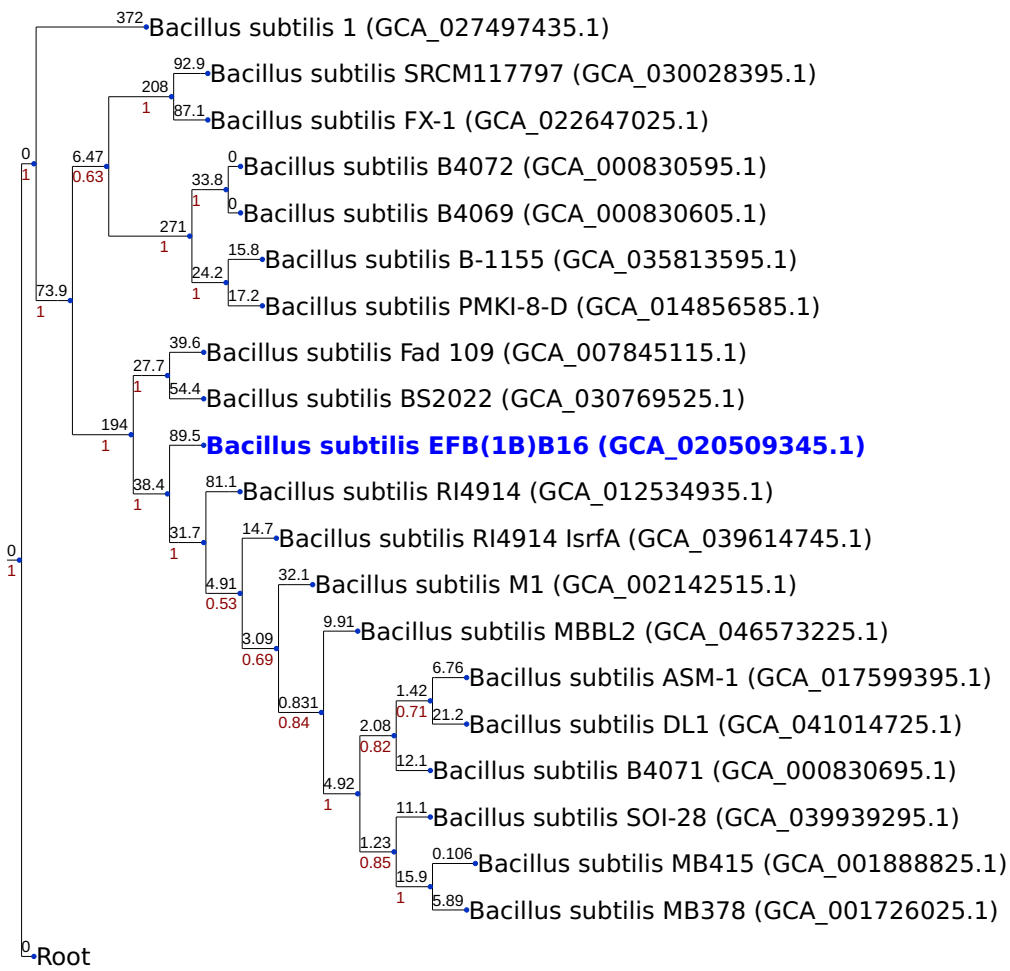 372 Bacillus subtilis 1 (GCA_027497435.1)
92.9 Bacillus subtilis SRCM117797 (GCA_030028395.1)
208
1
87.1 Bacillus subtilis FX-1 (GCA_022647025.1)
0
1
6.47
0.63
0 Bacillus subtilis B4072 (GCA_000830595.1)
33.8
1
0 Bacillus subtilis B4069 (GCA_000830605.1)
271
1
15.8 Bacillus subtilis B-1155 (GCA_035813595.1)
24.2
1
17.2 Bacillus subtilis PMKI-8-D (GCA_014856585.1)
73.9
1
39.6 Bacillus subtilis Fad 109 (GCA_007845115.1)
27.7
1
54.4 Bacillus subtilis BS2022 (GCA_030769525.1)
194
1
89.5 Bacillus subtilis EFB(1B)B16 (GCA_020509345.1)
38.4
1
81.1 Bacillus subtilis RI4914 (GCA_012534935.1)
31.7
1
14.7 Bacillus subtilis RI4914 IsrfA (GCA_039614745.1)
0
1
4.91
0.53
32.1 Bacillus subtilis M1 (GCA_002142515.1)
3.09
0.69
9.91 Bacillus subtilis MBBL2 (GCA_046573225.1)
0.831
0.84
6.76 Bacillus subtilis ASM-1 (GCA_017599395.1)
1.42
0.71
21.2 Bacillus subtilis DL1 (GCA_041014725.1)
2.08
0.82
12.1 Bacillus subtilis B4071 (GCA_000830695.1)
4.92
1
11.1 Bacillus subtilis SOI-28 (GCA_039939295.1)
1.23
0.85
0.106 Bacillus subtilis MB415 (GCA_001888825.1)
15.9
1
5.89 Bacillus subtilis MB378 (GCA_001726025.1)
0 Root